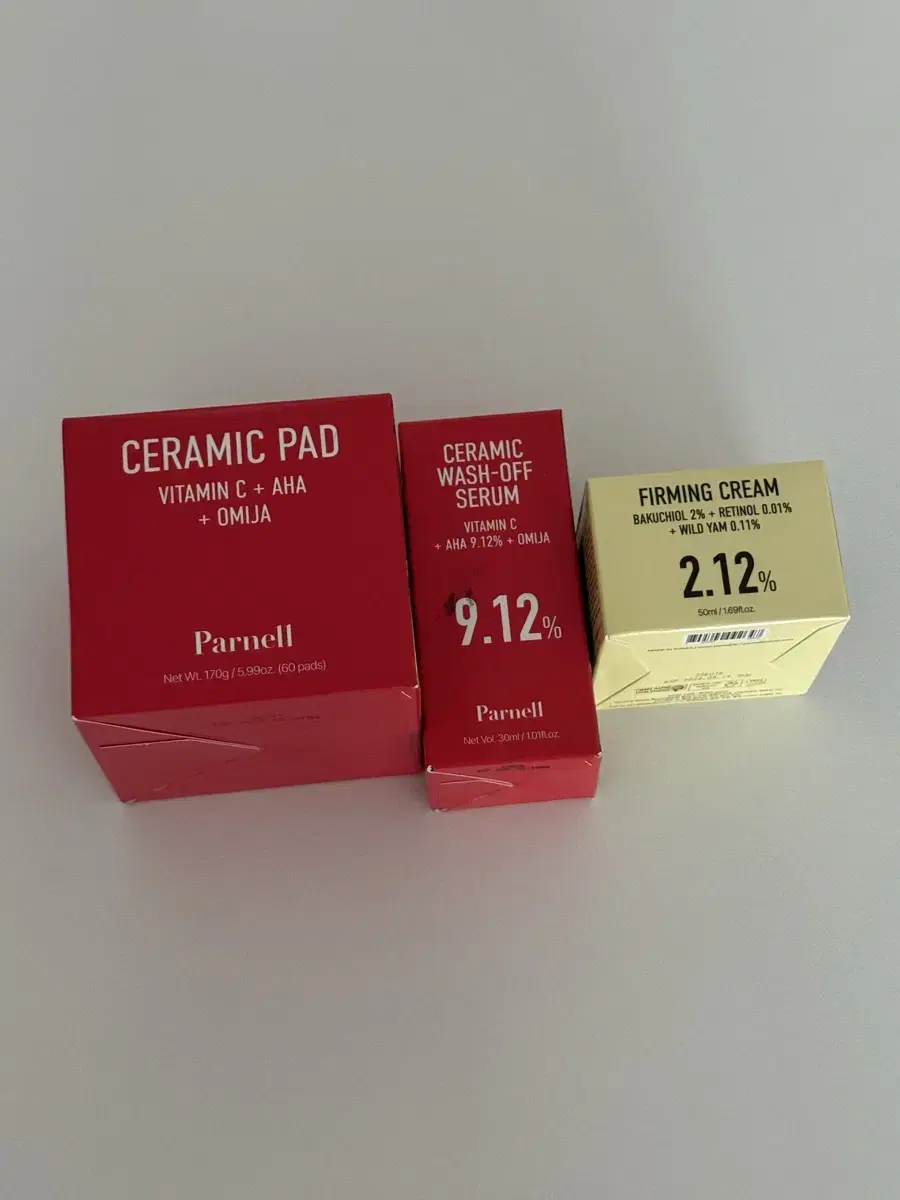 CERAMIC PAD
VITAMIN C + AHA
+ OMIJA
Parnell
Net Wt. 170g / 5.99oz. (60 pads)
CERAMIC
WASH-OFF
SERUM
VITAMIN C
+ AHA 9.12% + OMIJA
9.12%
Parnell
Net Vol. 30ml / 1.01fl.oz.
FIRMING CREAM
BAKUCHIOL 2% + RETINOL 0.01%
+ WILD YAM 0.11%
2.12%
50ml / 1.69fl.oz.